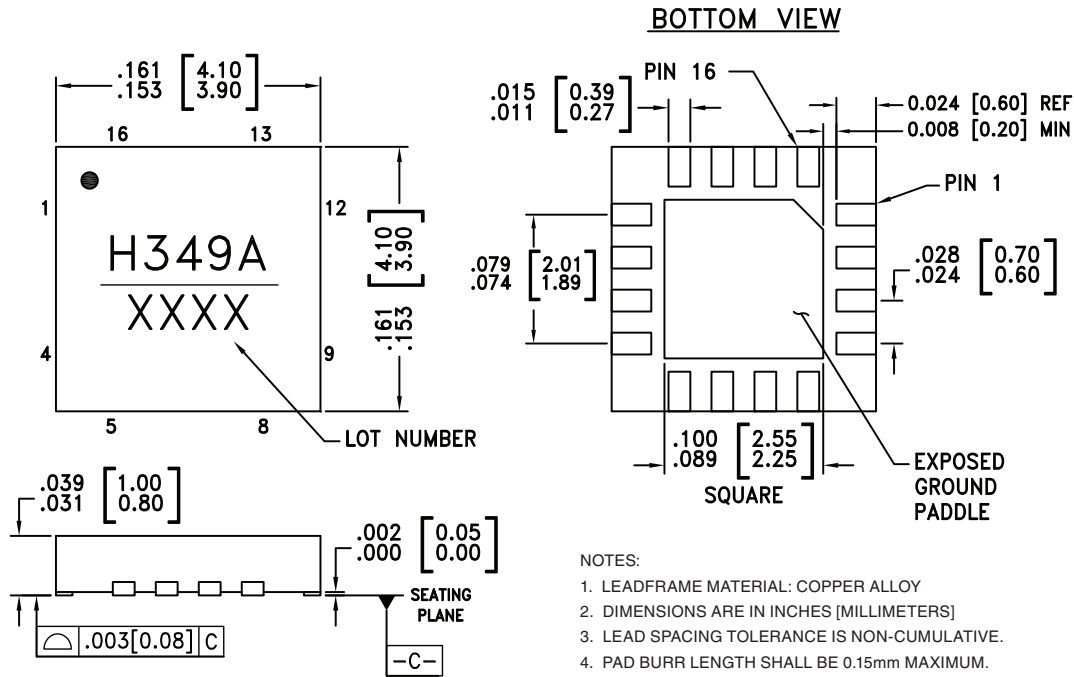 BOTTOM VIEW
.161 [4.10]
.153 [3.90]
16 13
1 12
H349A
XXXX
4 9
5 8
[4.10]
[3.90]
.161
.153
LOT NUMBER
PIN 16
.015 [0.39]
.011 [0.27]
0.024 [0.60] REF
0.008 [0.20] MIN
PIN 1
.079 [2.01]
.074 [1.89]
.028 [0.70]
.024 [0.60]
.100 [2.55]
.089 [2.25]
SQUARE
EXPOSED
GROUND
PADDLE
.039 [1.00]
.031 [0.80]
.002 [0.05]
.000 [0.00]
SEATING
PLANE
.003[0.08] C
-C-
NOTES:
1. LEADFRAME MATERIAL: COPPER ALLOY
2. DIMENSIONS ARE IN INCHES [MILLIMETERS]
3. LEAD SPACING TOLERANCE IS NON-CUMULATIVE.
4. PAD BURR LENGTH SHALL BE 0.15mm MAXIMUM.